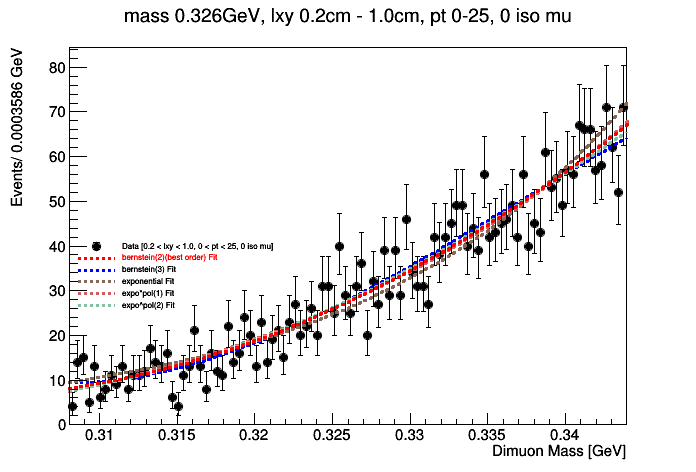 mass 0.326GeV, lxy 0.2cm - 1.0cm, pt 0-25, 0 iso mu
Events/ 0.0003586 GeV
80
70
60
50
40
30
20
10
0
Data [0.2 < lxy < 1.0, 0 < pt < 25, 0 iso mu]
bernstein(2)(best order) Fit
bernstein(3) Fit
exponential Fit
expo*pol(1) Fit
expo*pol(2) Fit
0.31 0.315 0.32 0.325 0.33 0.335 0.34
Dimuon Mass [GeV]